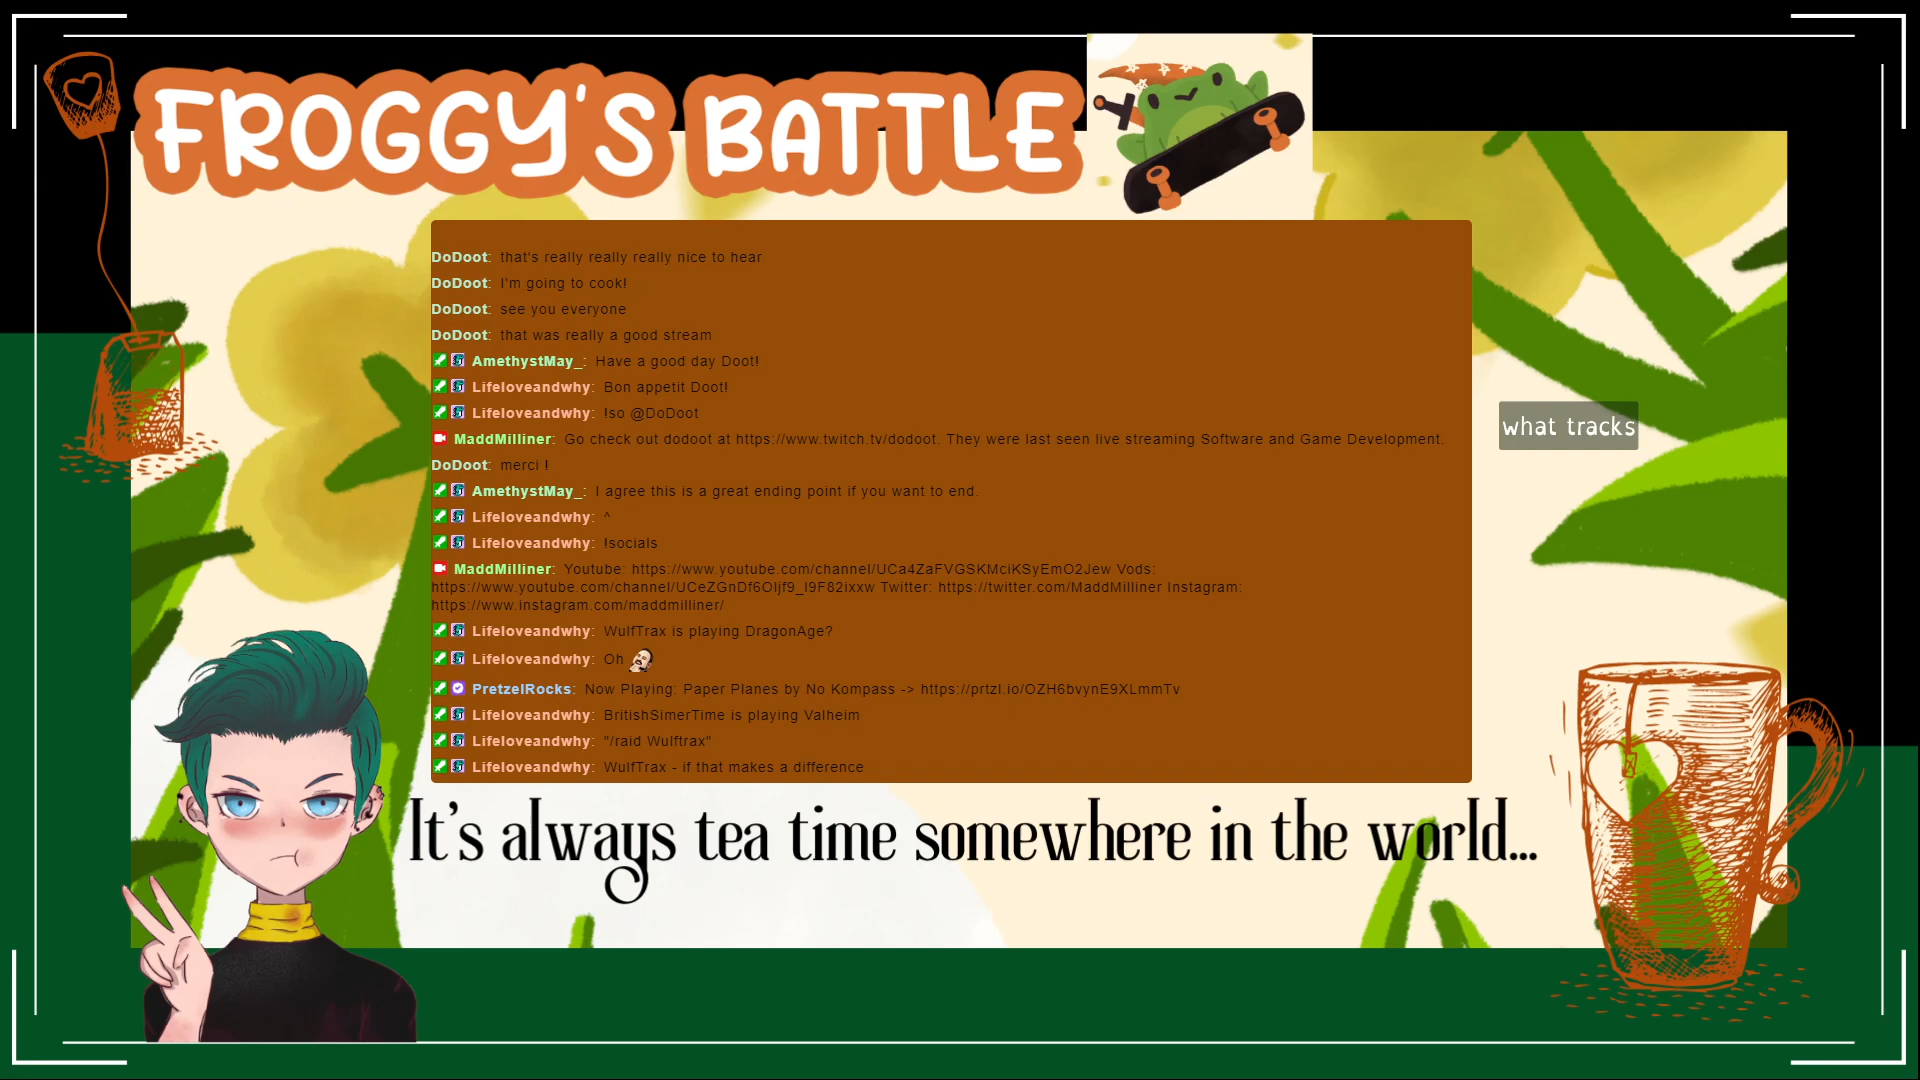 FROGGY'S BATTLE
DoDoot: that's really really really nice to hear
DoDoot: I'm going to cook!
DoDoot: see you everyone
DoDoot: that was really a good stream
AmethystMay_: Have a good day Doot!
Lifeloveandwhy: Bon appetit Doot!
Lifeloveandwhy: !so @DoDoot
MaddMilliner: Go check out dodoot at https://www.twitch.tv/dodoot. They were last seen live streaming Software and Game Development.
DoDoot: merci !
AmethystMay_: I agree this is a great ending point if you want to end.
Lifeloveandwhy: ^
Lifeloveandwhy: !socials
MaddMilliner: Youtube: https://www.youtube.com/channel/UCa4ZaFVGSKMciKSyEmO2Jew Vods:
https://www.youtube.com/channel/UCeZGnDf6OIjf9_l9F82ixxw Twitter: https://twitter.com/MaddMilliner Instagram:
https://www.instagram.com/maddmilliner/
Lifeloveandwhy: WulfTrax is playing DragonAge?
Lifeloveandwhy: Oh
PretzelRocks: Now Playing: Paper Planes by No Kompass -> https://prtzl.io/OZH6bvynE9XLmmTv
Lifeloveandwhy: BritishSimerTime is playing Valheim
Lifeloveandwhy: "/raid Wulftrax"
Lifeloveandwhy: WulfTrax - if that makes a difference
what tracks
It's always tea time somewhere in the world...